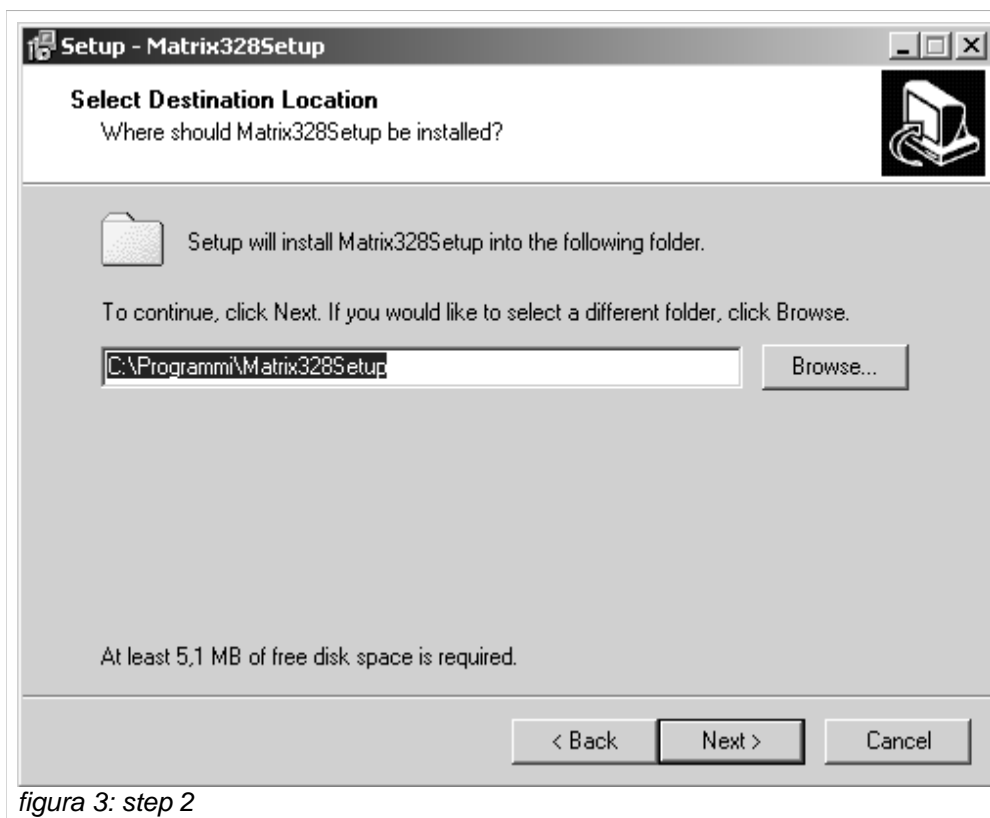 Setup - Matrix328Setup
Select Destination Location
Where should Matrix328Setup be installed?
Setup will install Matrix328Setup into the following folder.
To continue, click Next. If you would like to select a different folder, click Browse.
C:\Programmi\Matrix328Setup
Browse...
At least 5,1 MB of free disk space is required.
< Back
Next >
Cancel
figura 3: step 2